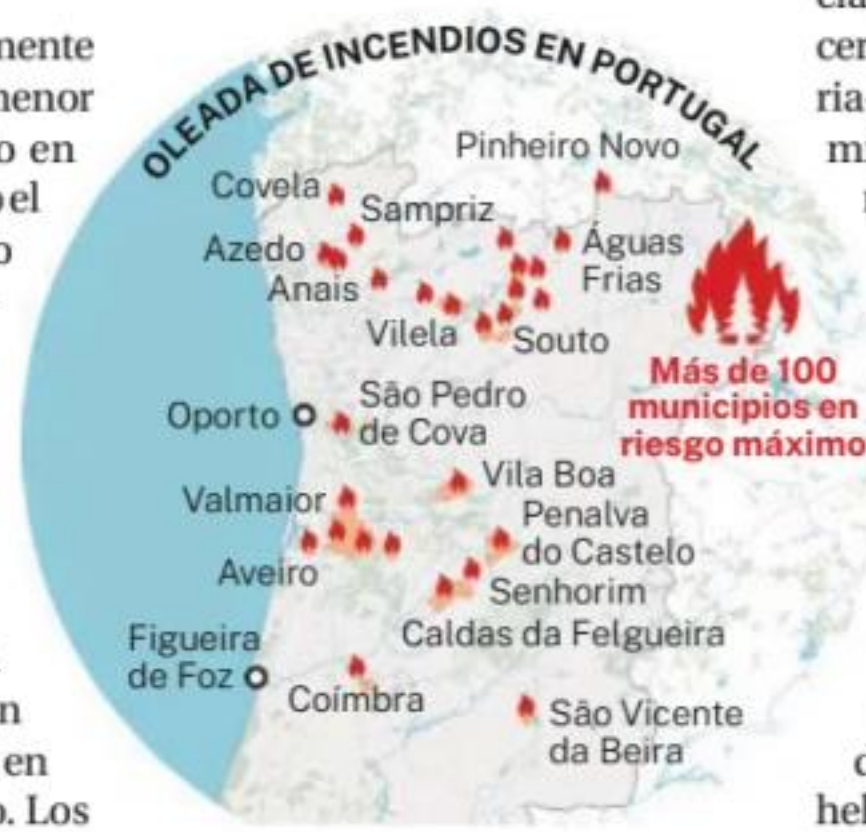 nente
menor
o en
el
o
OLEADA DE INCENDIOS EN PORTUGAL
Pinheiro Novo
Covela
Sampriz
Azedo
Águas
Frias
Anais
Vilela
Souto
Más de 100
municipios en
riesgo máximo
São Pedro
de Cova
Oporto
Vila Boa
Valmaior
Penalva
do Castelo
Aveiro
Senhorim
Caldas da Felgueira
Figueira
de Foz
Coímbra
São Vicente
da Beira
n
en
o. Los
cer
ria
m
hel